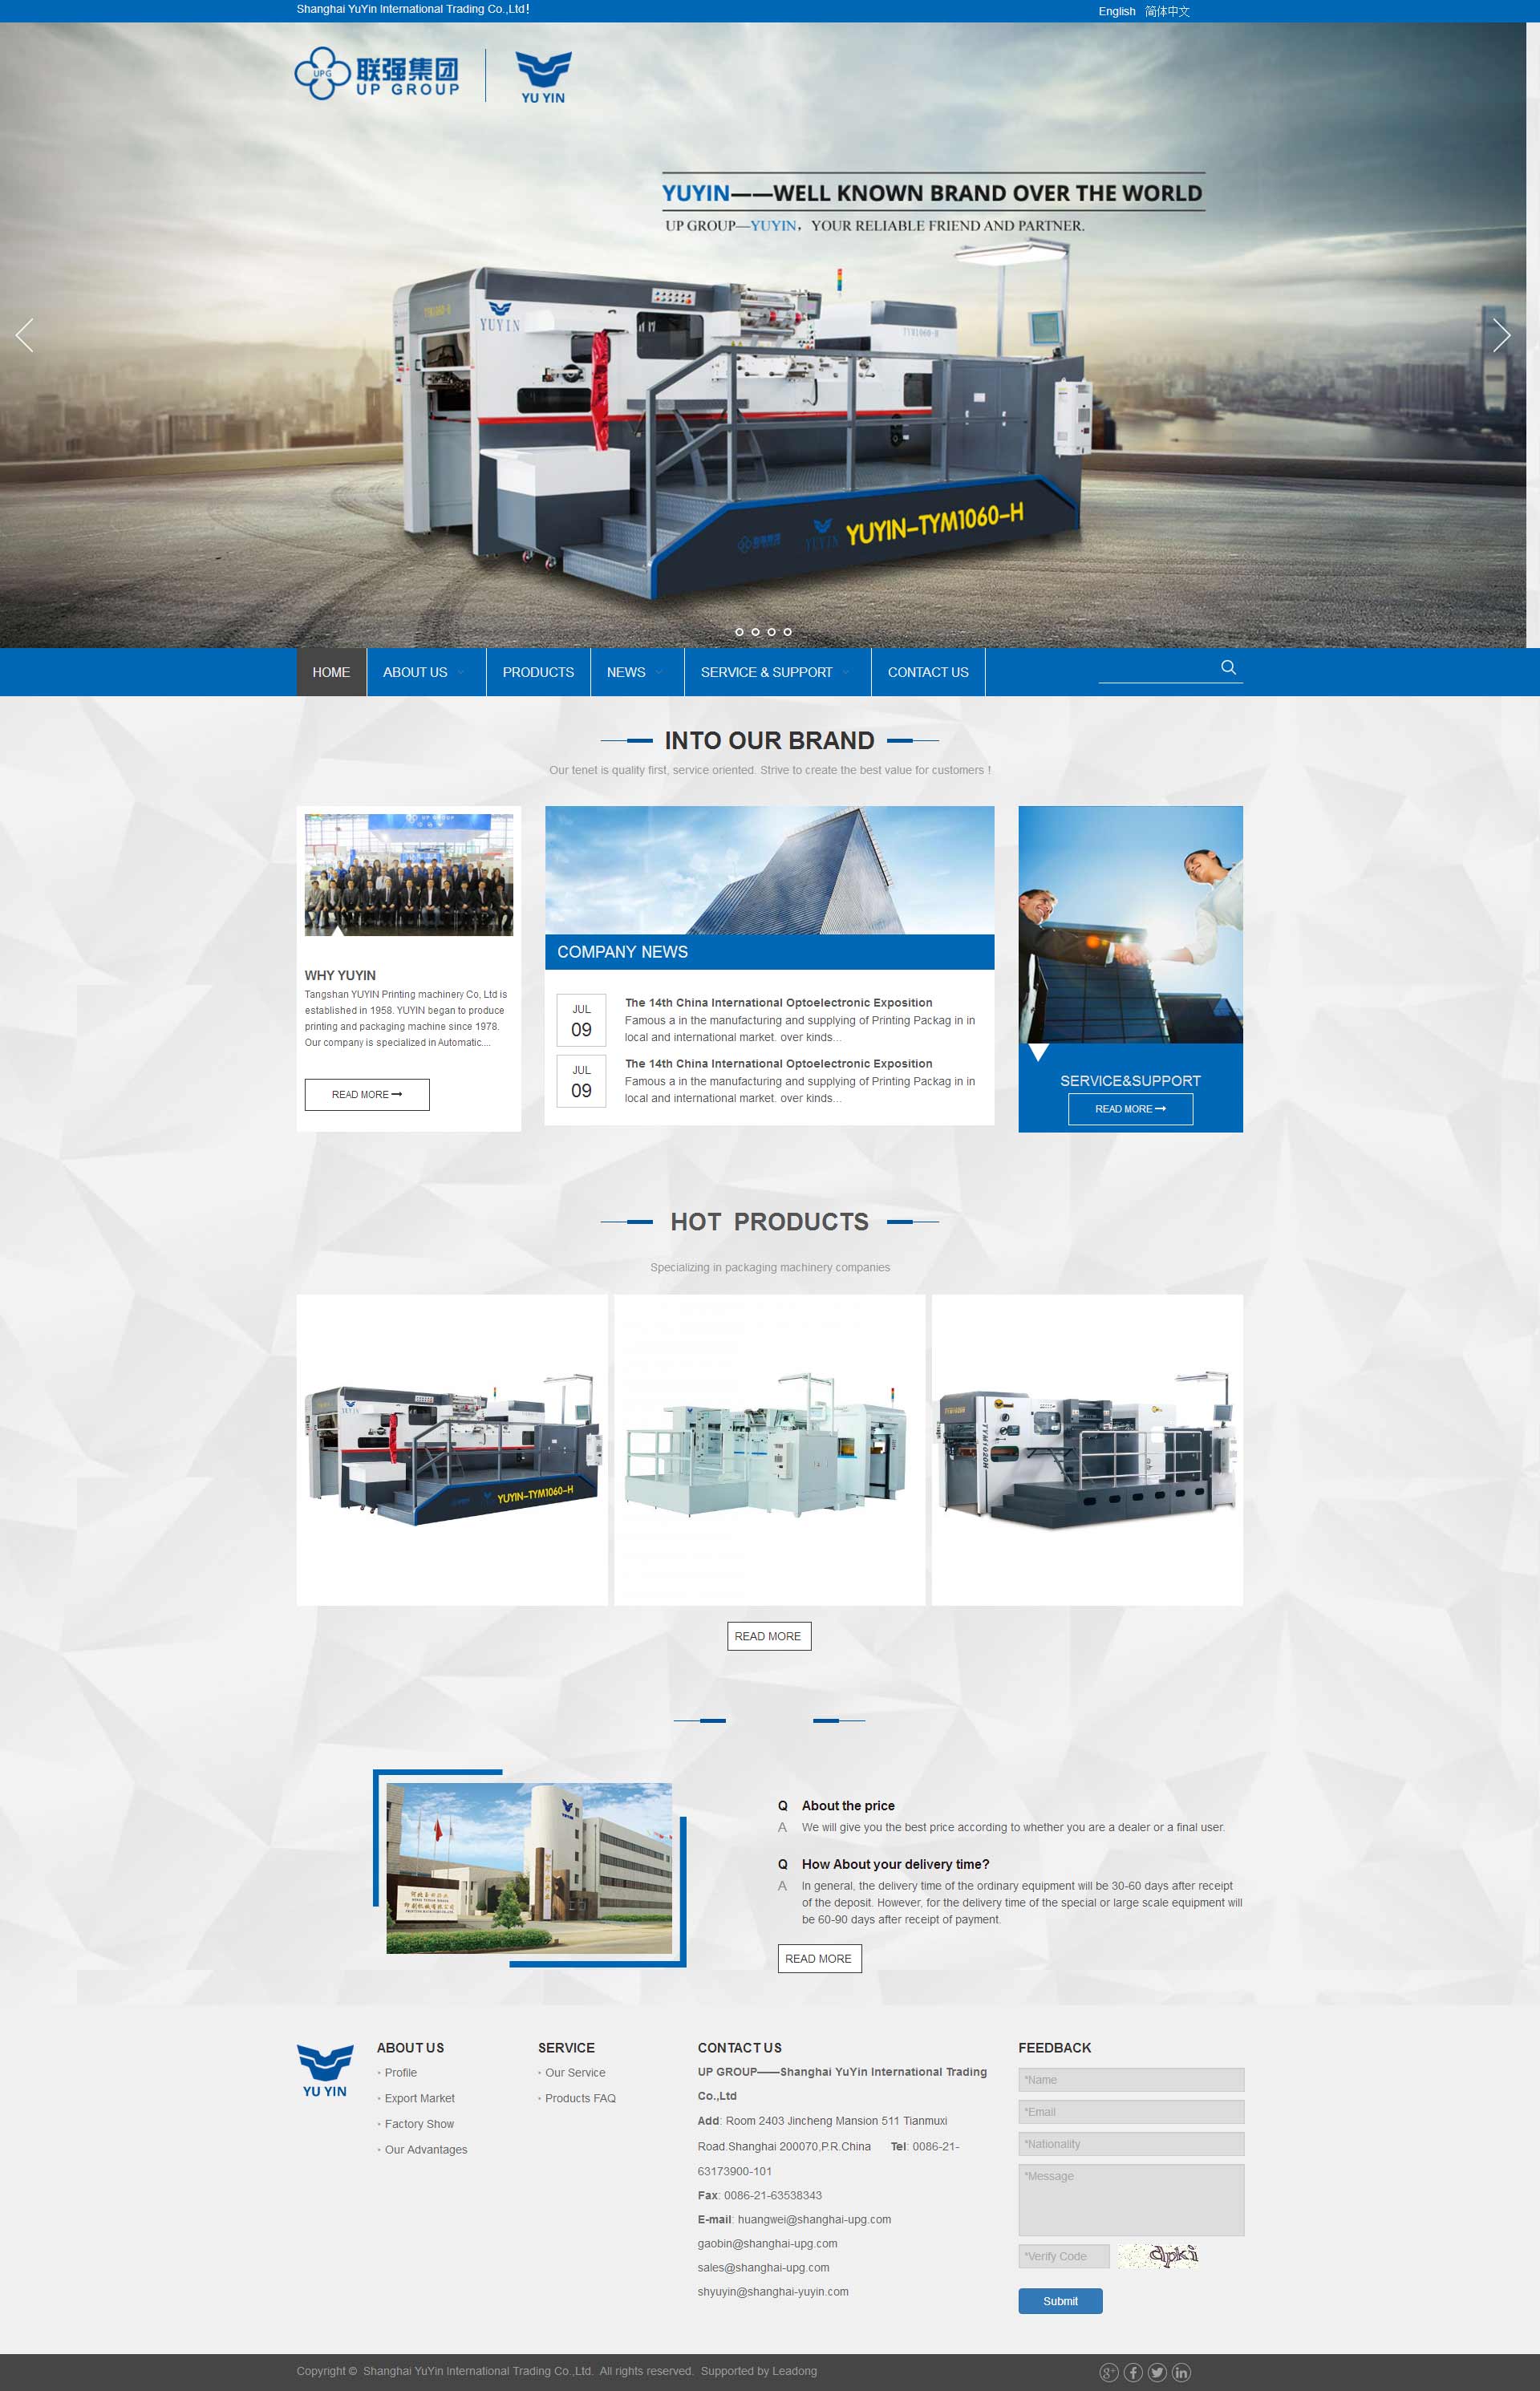 Shanghai YuYin International Trading Co.,Ltd!
English 简体中文
UPG 联强集团
UP GROUP
YU YIN
YUYIN——WELL KNOWN BRAND OVER THE WORLD
UP GROUP—YUYIN，YOUR RELIABLE FRIEND AND PARTNER.
YUYIN
TYM1060-H
YUYIN-TYM1060-H
HOME ABOUT US PRODUCTS NEWS SERVICE & SUPPORT CONTACT US
INTO OUR BRAND
Our tenet is quality first, service oriented. Strive to create the best value for customers !
UP GROUP
WHY YUYIN
Tangshan YUYIN Printing machinery Co, Ltd is
established in 1958. YUYIN began to produce
printing and packaging machine since 1978.
Our company is specialized in Automatic....
READ MORE
COMPANY NEWS
JUL
09
The 14th China International Optoelectronic Exposition
Famous a in the manufacturing and supplying of Printing Packag in in
local and international market. over kinds...
JUL
09
The 14th China International Optoelectronic Exposition
Famous a in the manufacturing and supplying of Printing Packag in in
local and international market. over kinds...
SERVICE&SUPPORT
READ MORE
HOT PRODUCTS
Specializing in packaging machinery companies
YUYIN
YUYIN-TYM1060-H
TYM1020H
READ MORE
Q About the price
A We will give you the best price according to whether you are a dealer or a final user.
Q How About your delivery time?
A In general, the delivery time of the ordinary equipment will be 30-60 days after receipt
of the deposit. However, for the delivery time of the special or large scale equipment will
be 60-90 days after receipt of payment.
READ MORE
YU YIN
ABOUT US
• Profile
• Export Market
• Factory Show
• Our Advantages
SERVICE
• Our Service
• Products FAQ
CONTACT US
UP GROUP——Shanghai YuYin International Trading
Co.,Ltd
Add: Room 2403 Jincheng Mansion 511 Tianmuxi
Road.Shanghai 200070,P.R.China Tel: 0086-21-
63173900-101
Fax: 0086-21-63538343
E-mail: huangwei@shanghai-upg.com
gaobin@shanghai-upg.com
sales@shanghai-upg.com
shyuyin@shanghai-yuyin.com
FEEDBACK
*Name
*Email
*Nationality
*Message
*Verify Code dpki
Submit
Copyright © Shanghai YuYin International Trading Co.,Ltd. All rights reserved. Supported by Leadong